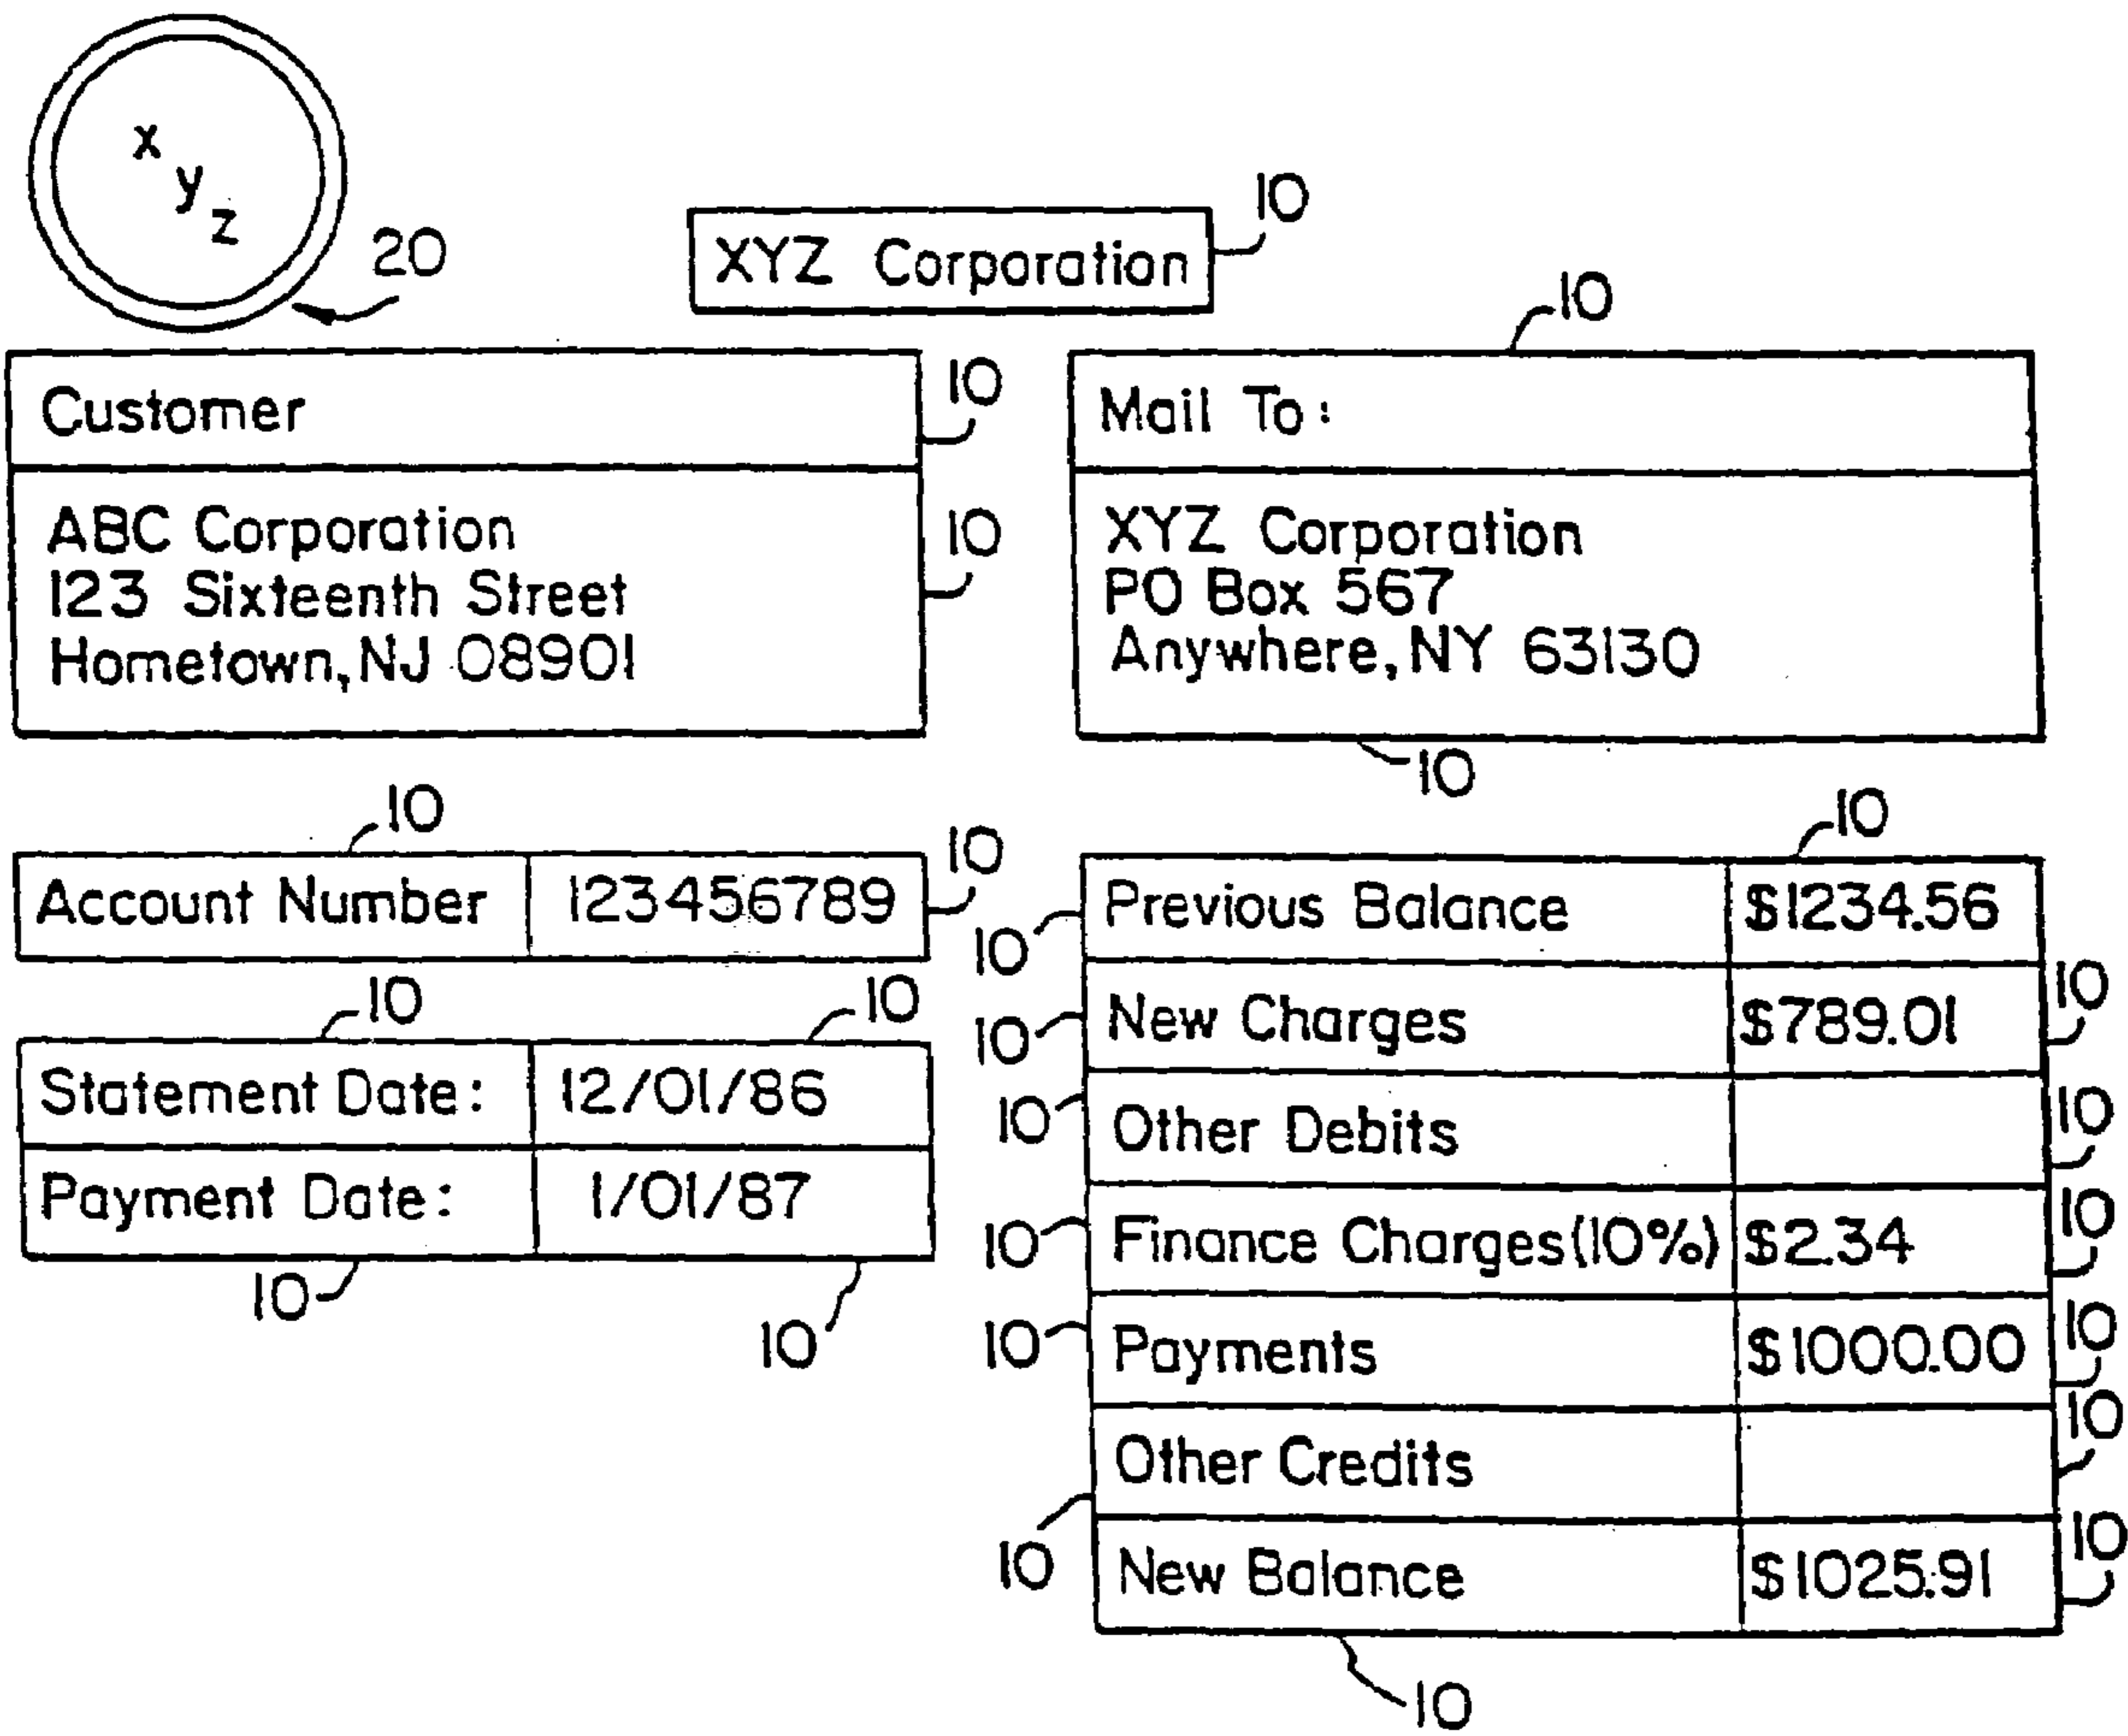 x
y
z
20
XYZ Corporation
10
10
Customer
10
ABC Corporation
123 Sixteenth Street
Hometown, NJ 08901
10
Mail To:
XYZ Corporation
PO Box 567
Anywhere, NY 63130
10
10
Account Number 123456789
10
10 10
Statement Date: 12/01/86
Payment Date: 1/01/87
10 10
10
10 Previous Balance $1234.56
10 New Charges $789.01 10
10 Other Debits 10
10 Finance Charges (10%) $2.34 10
10 Payments $1000.00 10
10 Other Credits 10
New Balance $1025.91 10
10